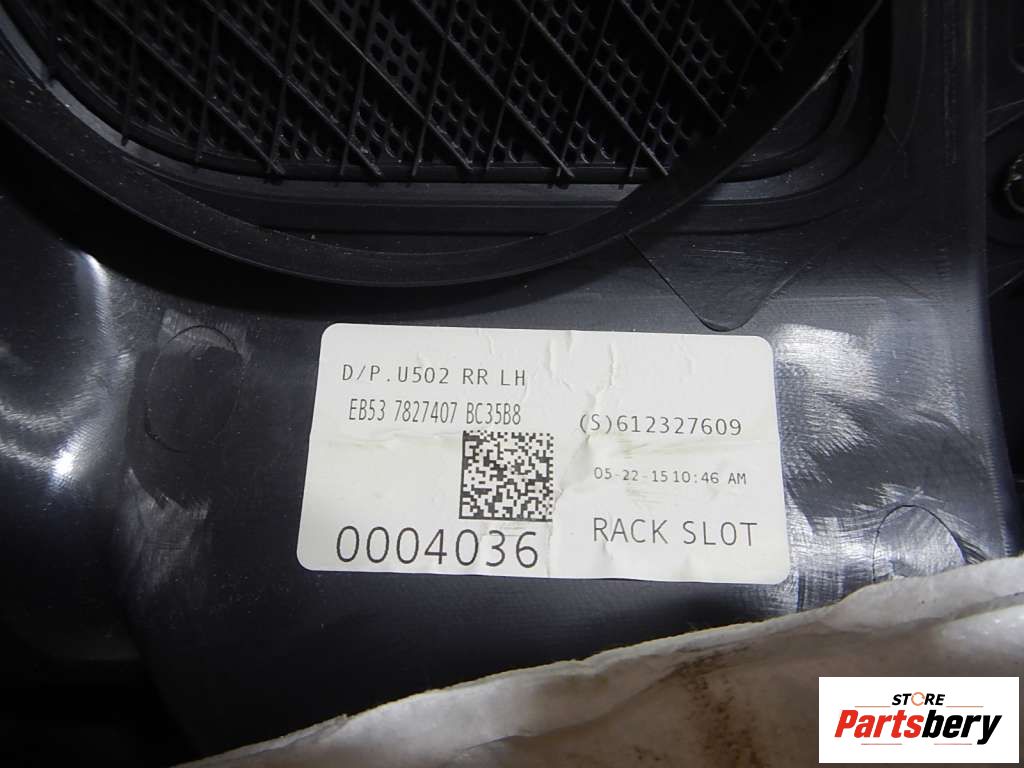 D/P.U502 RR LH
EB53 7827407 BC35B8
(S)612327609
05-22-15 10:46 AM
0004036
RACK SLOT
STORE
Partsbery